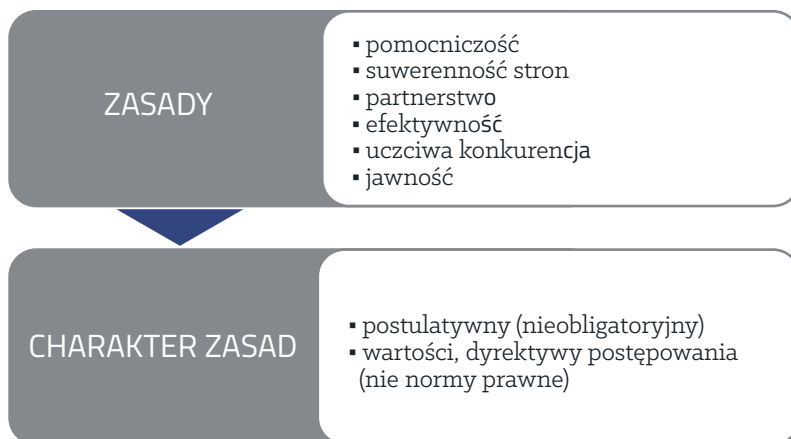 ZASADY
▪ pomocniczość
▪ suwerenność stron
▪ partnerstwo
▪ efektywność
▪ uczciwa konkurencja
▪ jawność
CHARAKTER ZASAD
▪ postulatywny (nieobligatoryjny)
▪ wartości, dyrektywy postępowania
(nie normy prawne)